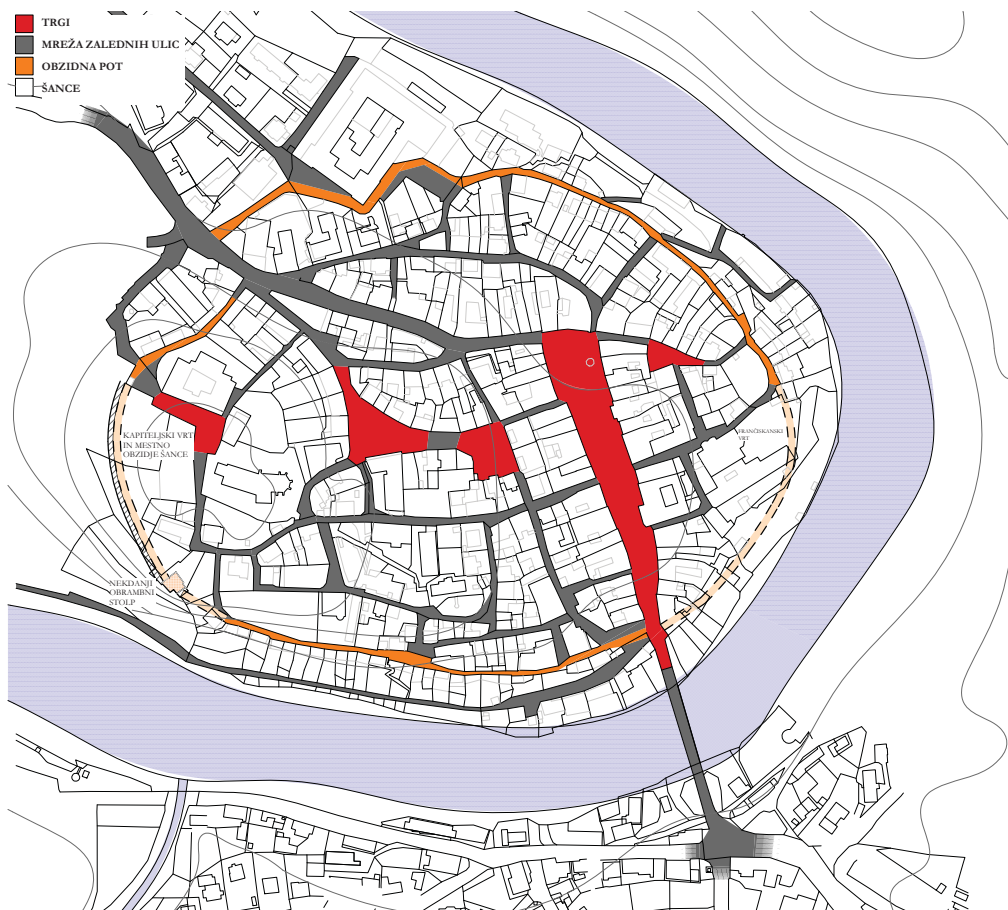 TRGI
MREŽA ZALEDNIH ULIC
OBZIDNA POT
ŠANCE
KAPITELJSKI VRT
IN MESTNO
OBZIDJE ŠANCE
FRANČIŠKANSKI
VRT
NEKDANJI
OBRAMBNI
STOLP